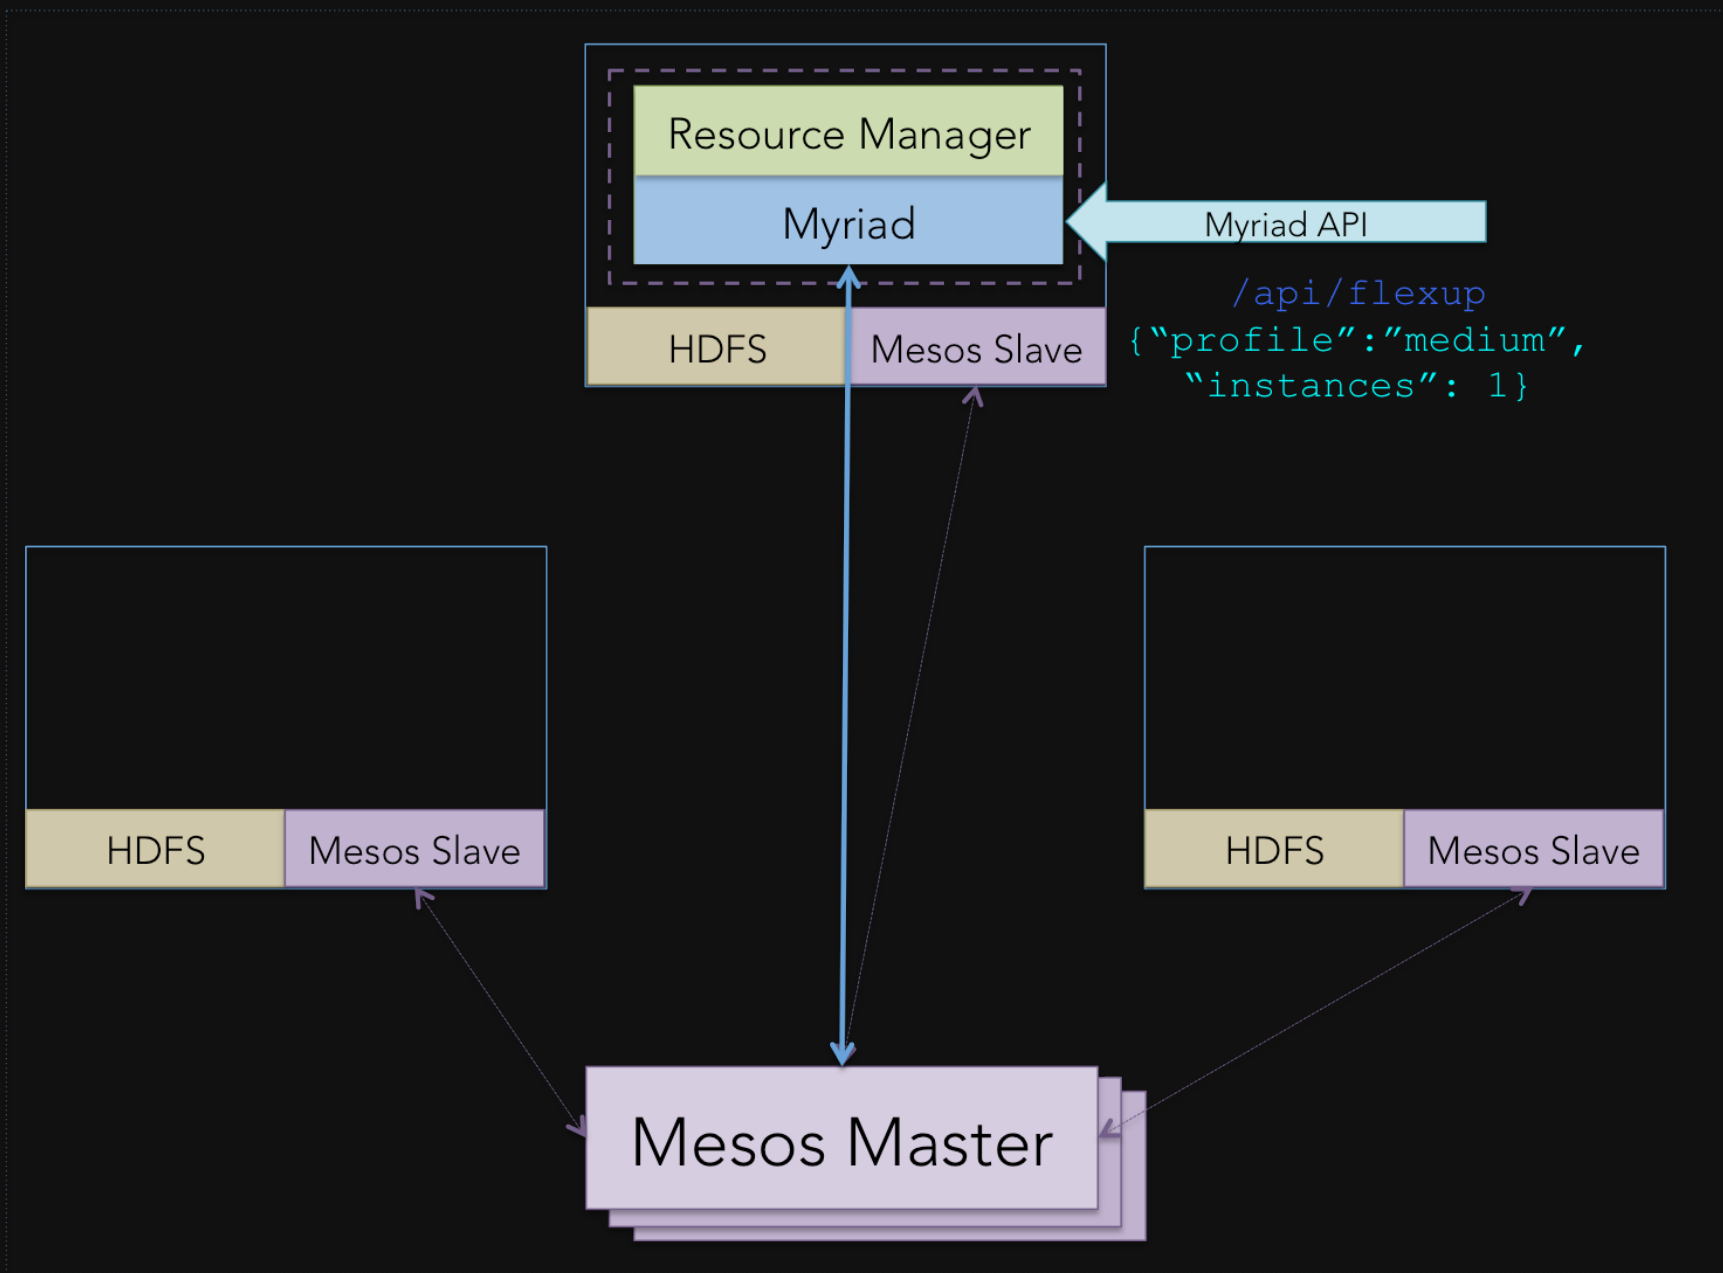 Resource Manager
Myriad
Myriad API
/api/flexup
{“profile”:”medium”,
“instances”: 1}
HDFS
Mesos Slave
HDFS
Mesos Slave
HDFS
Mesos Slave
Mesos Master